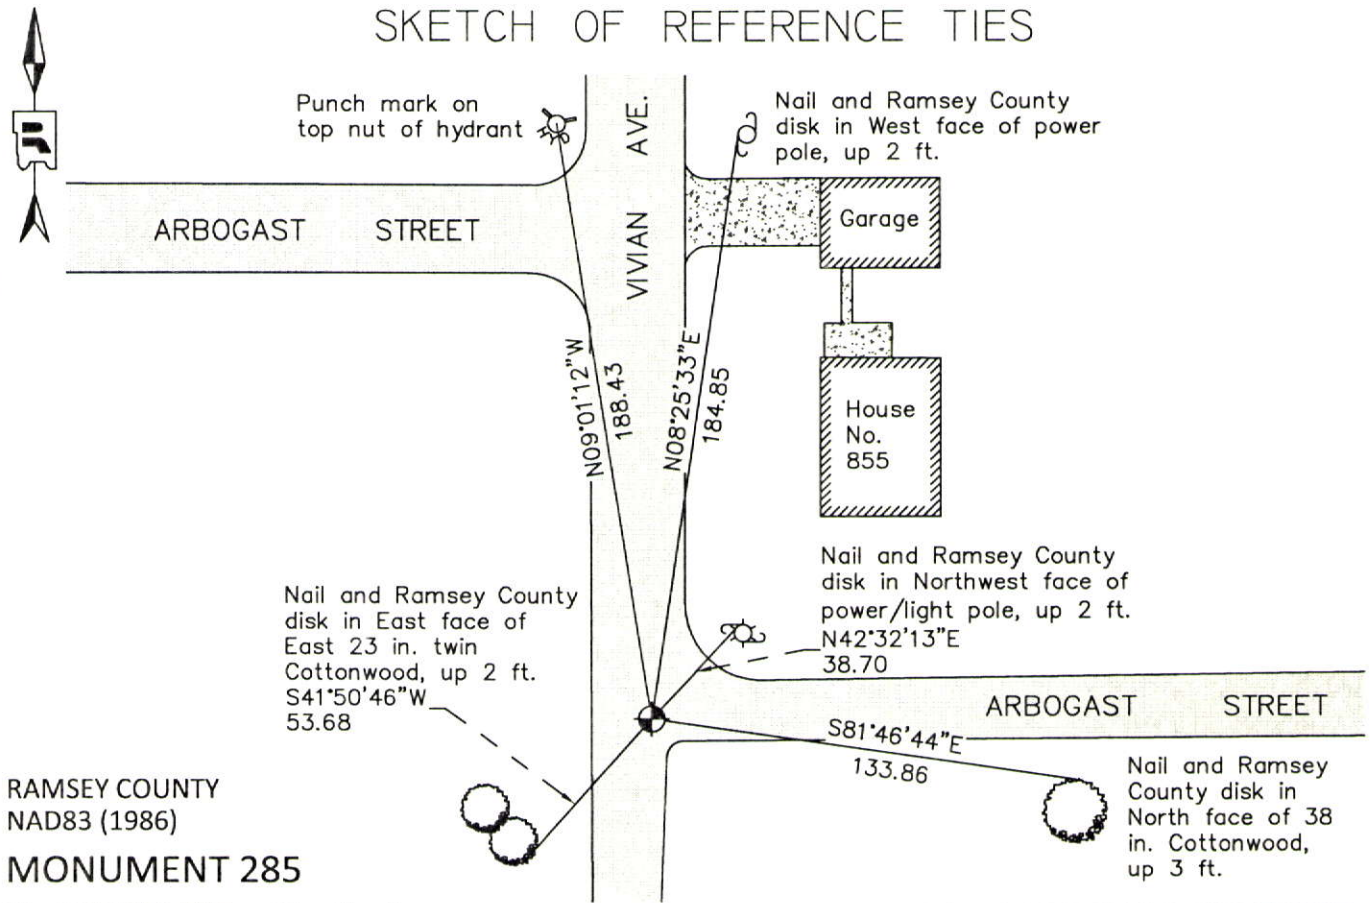 SKETCH OF REFERENCE TIES
Punch mark on
top nut of hydrant
VIVIAN AVE.
Nail and Ramsey County
disk in West face of power
pole, up 2 ft.
ARBOGAST STREET
Garage
N09°01'12"W
188.43
N08°25'33"E
184.85
House
No.
855
Nail and Ramsey County
disk in East face of
East 23 in. twin
Cottonwood, up 2 ft.
S41°50'46"W
53.68
Nail and Ramsey County
disk in Northwest face of
power/light pole, up 2 ft.
N42°32'13"E
38.70
ARBOGAST STREET
S81°46'44"E
133.86
Nail and Ramsey
County disk in
North face of 38
in. Cottonwood,
up 3 ft.
RAMSEY COUNTY
NAD83 (1986)
MONUMENT 285